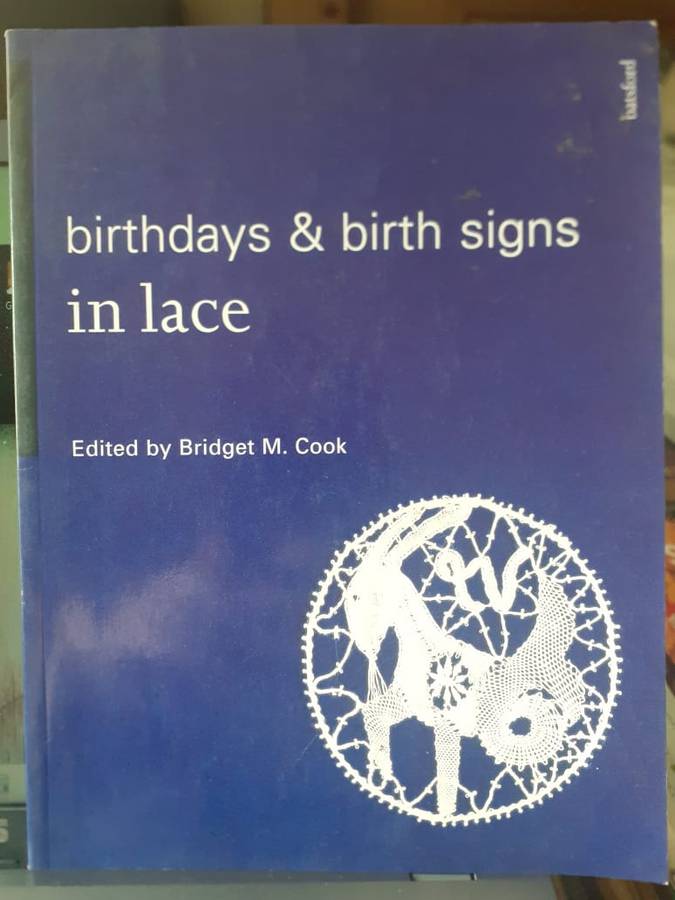 batsford
birthdays & birth signs
in lace
Edited by Bridget M. Cook